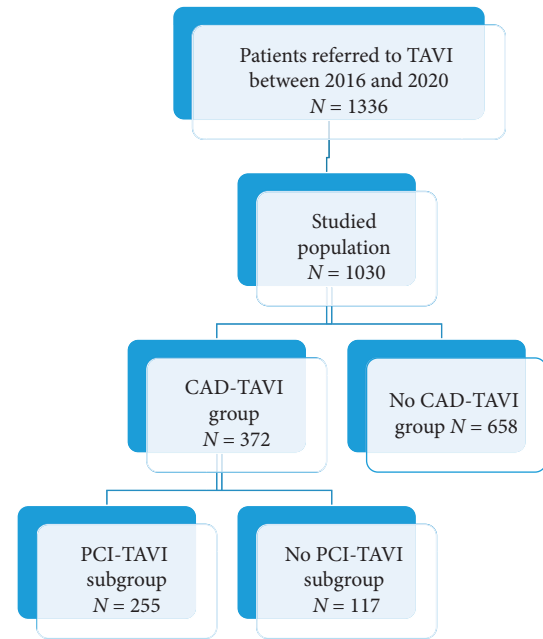 Patients referred to TAVI
between 2016 and 2020
N = 1336
Studied
population
N = 1030
CAD-TAVI
group
N = 372
No CAD-TAVI
group N = 658
PCI-TAVI
subgroup
N = 255
No PCI-TAVI
subgroup
N = 117